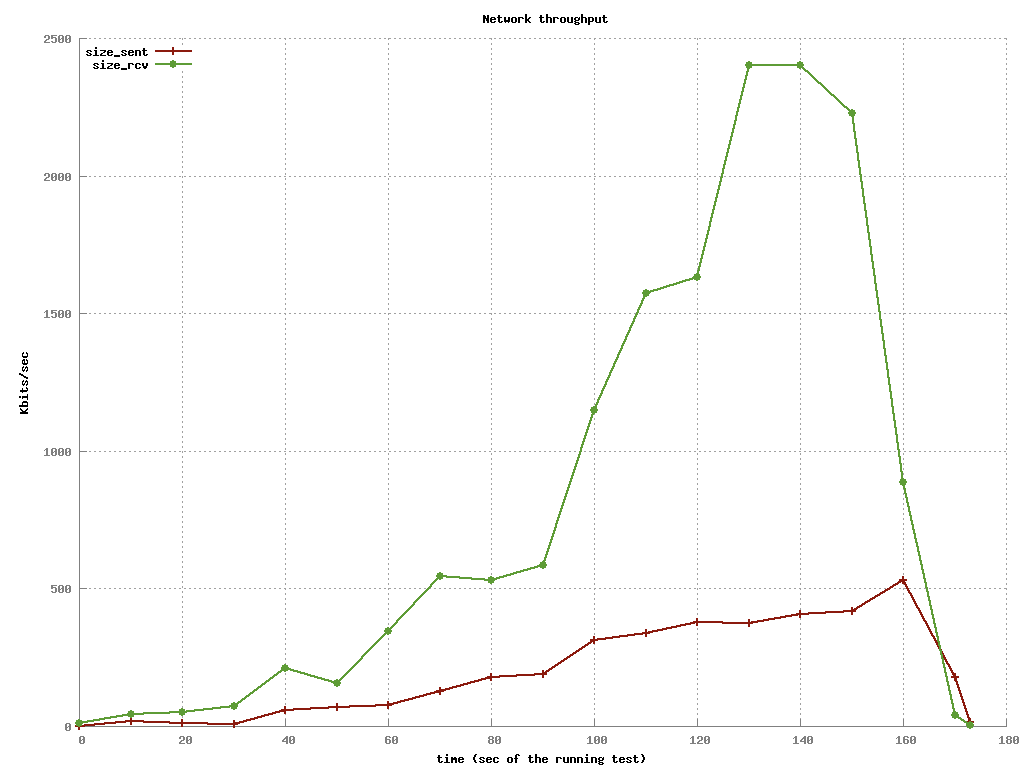 Network throughput
size_sent
size_rcv
2500
2000
1500
1000
500
0
Kbits/sec
0 20 40 60 80 100 120 140 160 180
time (sec of the running test)